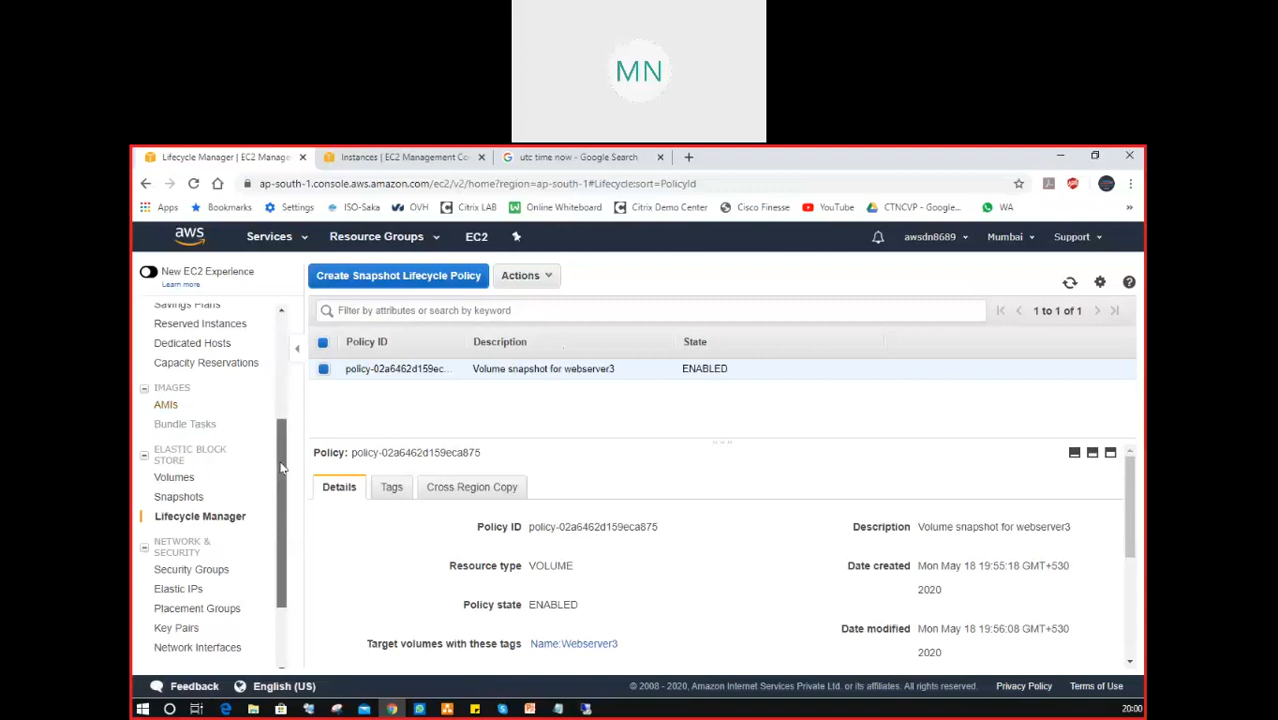 MN
Lifecycle Manager | EC2 Manage
Instances | EC2 Management Co
utc time now - Google Search
ap-south-1.console.aws.amazon.com/ec2/v2/home?region=ap-south-1#Lifecycle:sort=PolicyId
Apps
Bookmarks
Settings
ISO-Saka
OVH
Citrix LAB
Online Whiteboard
Citrix Demo Center
Cisco Finesse
YouTube
CTNCVP - Google...
WA
aws
Services
Resource Groups
EC2
awsdn8689
Mumbai
Support
New EC2 Experience
Learn more
Savings Plans
Reserved Instances
Dedicated Hosts
Capacity Reservations
IMAGES
AMIs
Bundle Tasks
ELASTIC BLOCK
STORE
Volumes
Snapshots
Lifecycle Manager
NETWORK &
SECURITY
Security Groups
Elastic IPs
Placement Groups
Key Pairs
Network Interfaces
Create Snapshot Lifecycle Policy
Actions
Filter by attributes or search by keyword
1 to 1 of 1
Policy ID
Description
State
policy-02a6462d159ec...
Volume snapshot for webserver3
ENABLED
Policy: policy-02a6462d159eca875
Details
Tags
Cross Region Copy
Policy ID policy-02a6462d159eca875
Description Volume snapshot for webserver3
Resource type VOLUME
Date created Mon May 18 19:55:18 GMT+530
2020
Policy state ENABLED
Date modified Mon May 18 19:56:08 GMT+530
2020
Target volumes with these tags Name:Webserver3
Feedback
English (US)
© 2008 - 2020, Amazon Internet Services Private Ltd. or its affiliates. All rights reserved.
Privacy Policy
Terms of Use
20:00